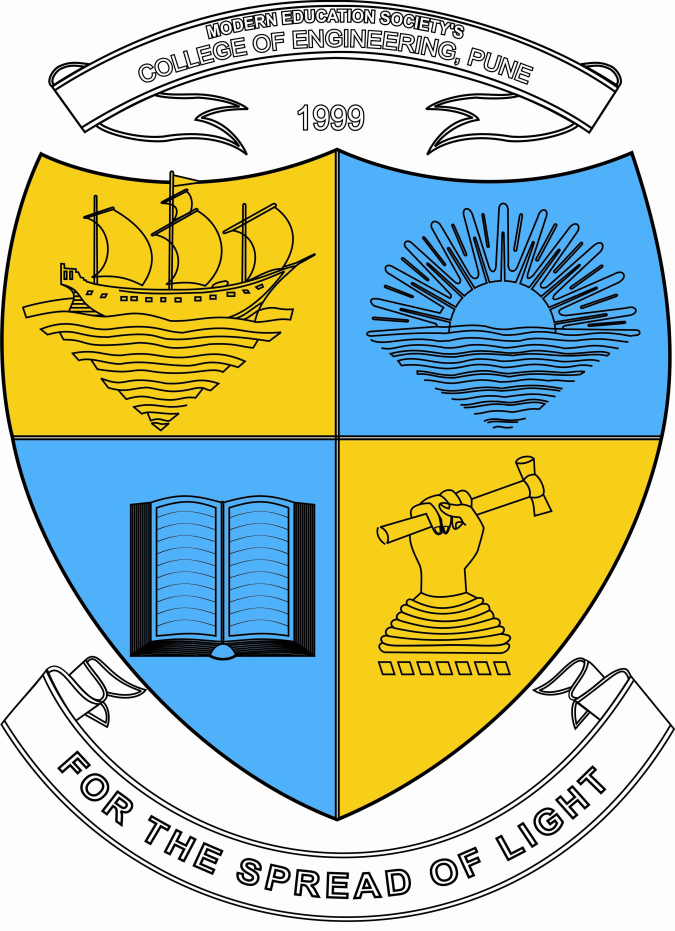 MODERN EDUCATION SOCIETY'S
COLLEGE OF ENGINEERING, PUNE
1999
FOR THE SPREAD OF LIGHT